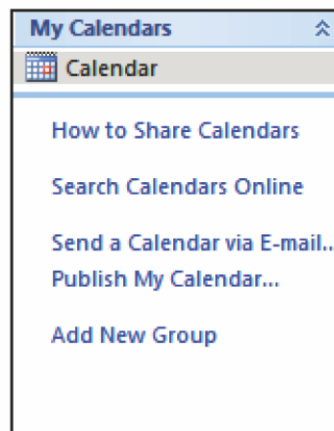 My Calendars
Calendar
How to Share Calendars
Search Calendars Online
Send a Calendar via E-mail...
Publish My Calendar...
Add New Group